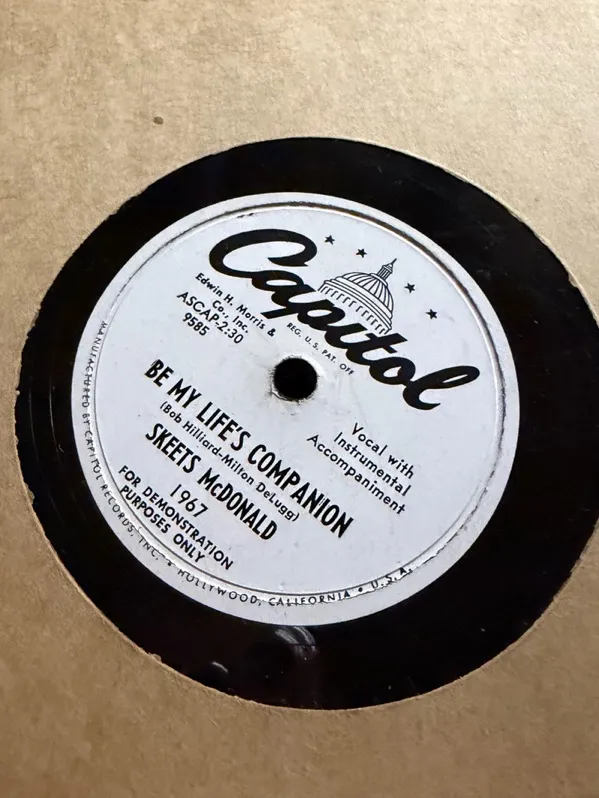 Capitol
REG. U. S. PAT. OFF
Edwin H. Morris &
Co., Inc.
ASCAP-2:30
9585
Vocal with
Instrumental
Accompaniment
BE MY LIFE'S COMPANION
(Bob Hilliard-Milton DeLugg)
SKEETS McDONALD
1967
FOR DEMONSTRATION
PURPOSES ONLY
MANUFACTURED BY CAPITOL RECORDS, INC. • HOLLYWOOD, CALIFORNIA • U. S. A.